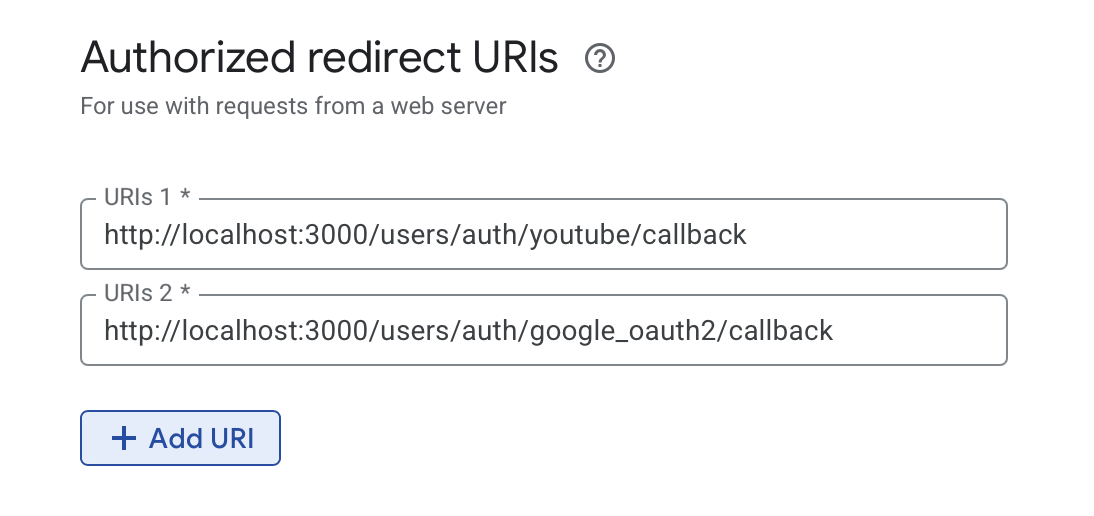 Authorized redirect URIs
For use with requests from a web server
URIs 1 *
http://localhost:3000/users/auth/youtube/callback
URIs 2 *
http://localhost:3000/users/auth/google_oauth2/callback
+ Add URI